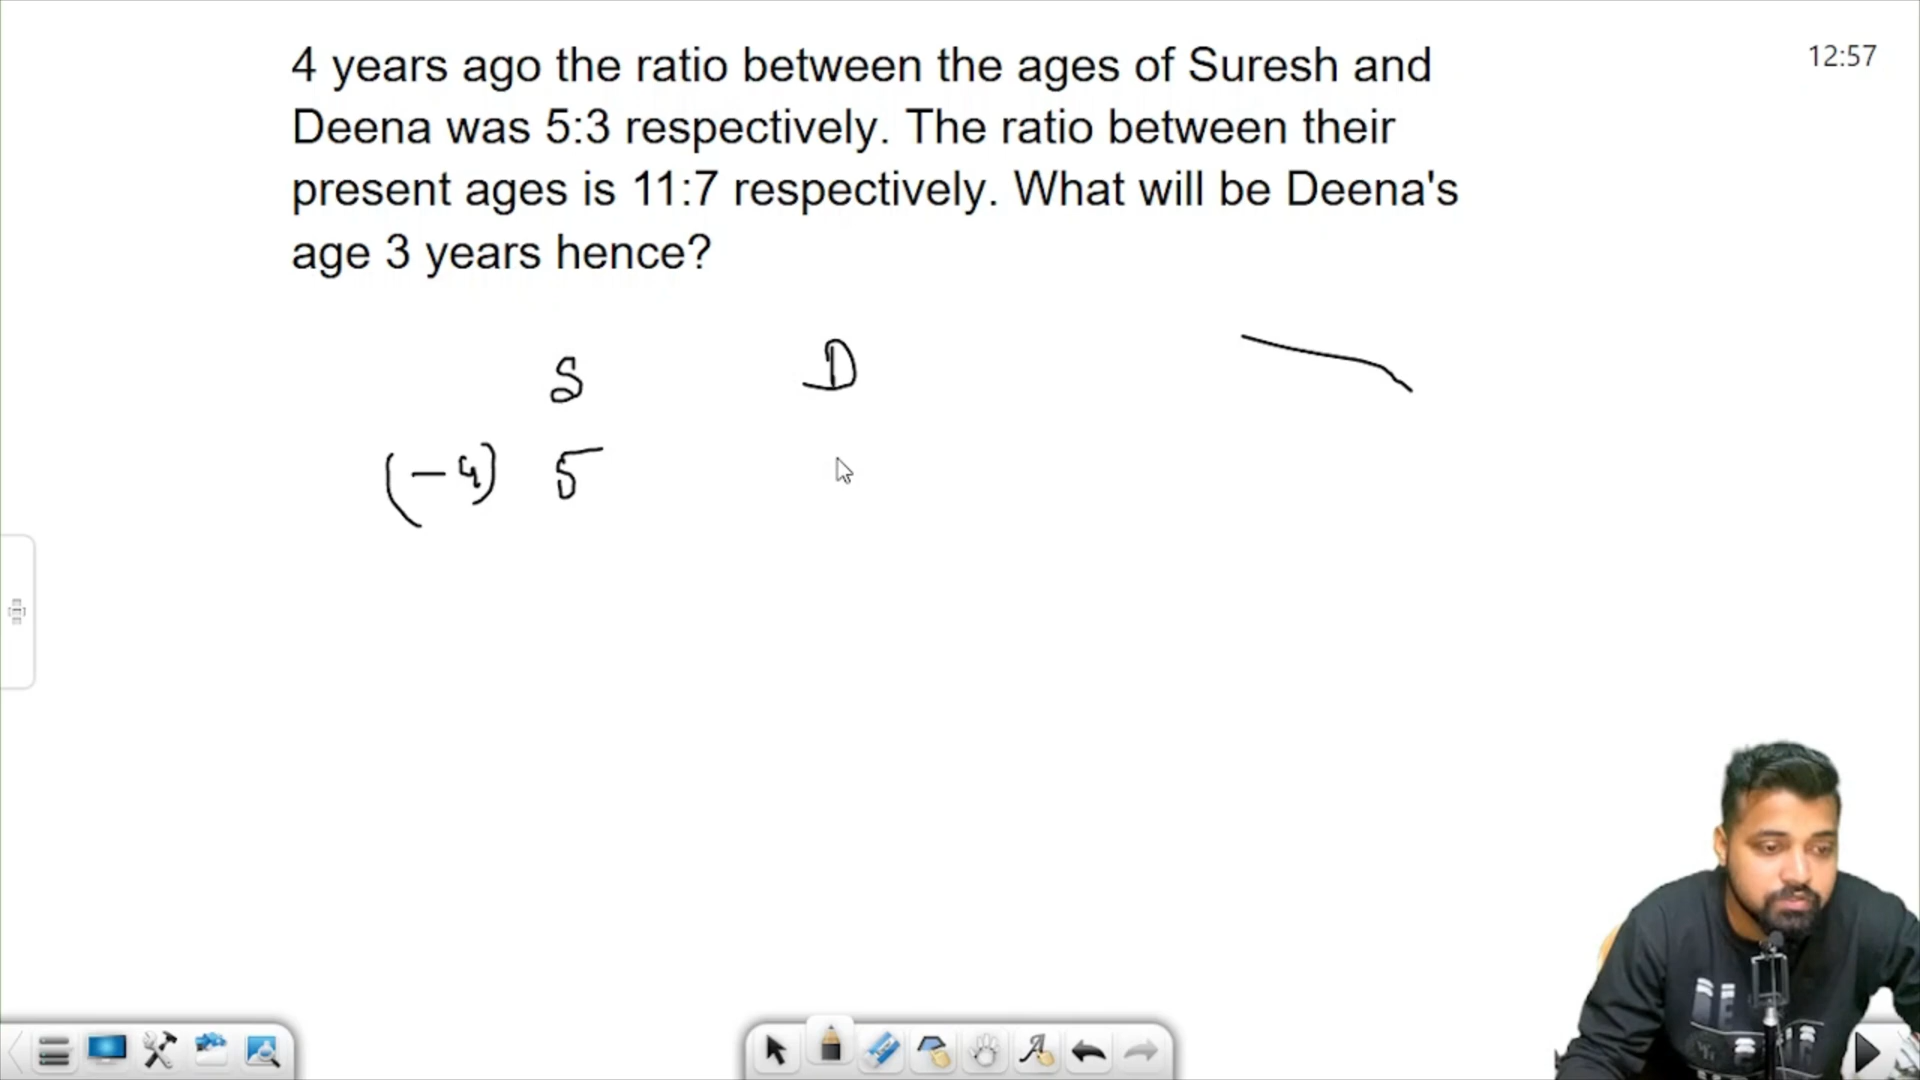 12:57
4 years ago the ratio between the ages of Suresh and
Deena was 5:3 respectively. The ratio between their
present ages is 11:7 respectively. What will be Deena's
age 3 years hence?
S D
(-4) 5